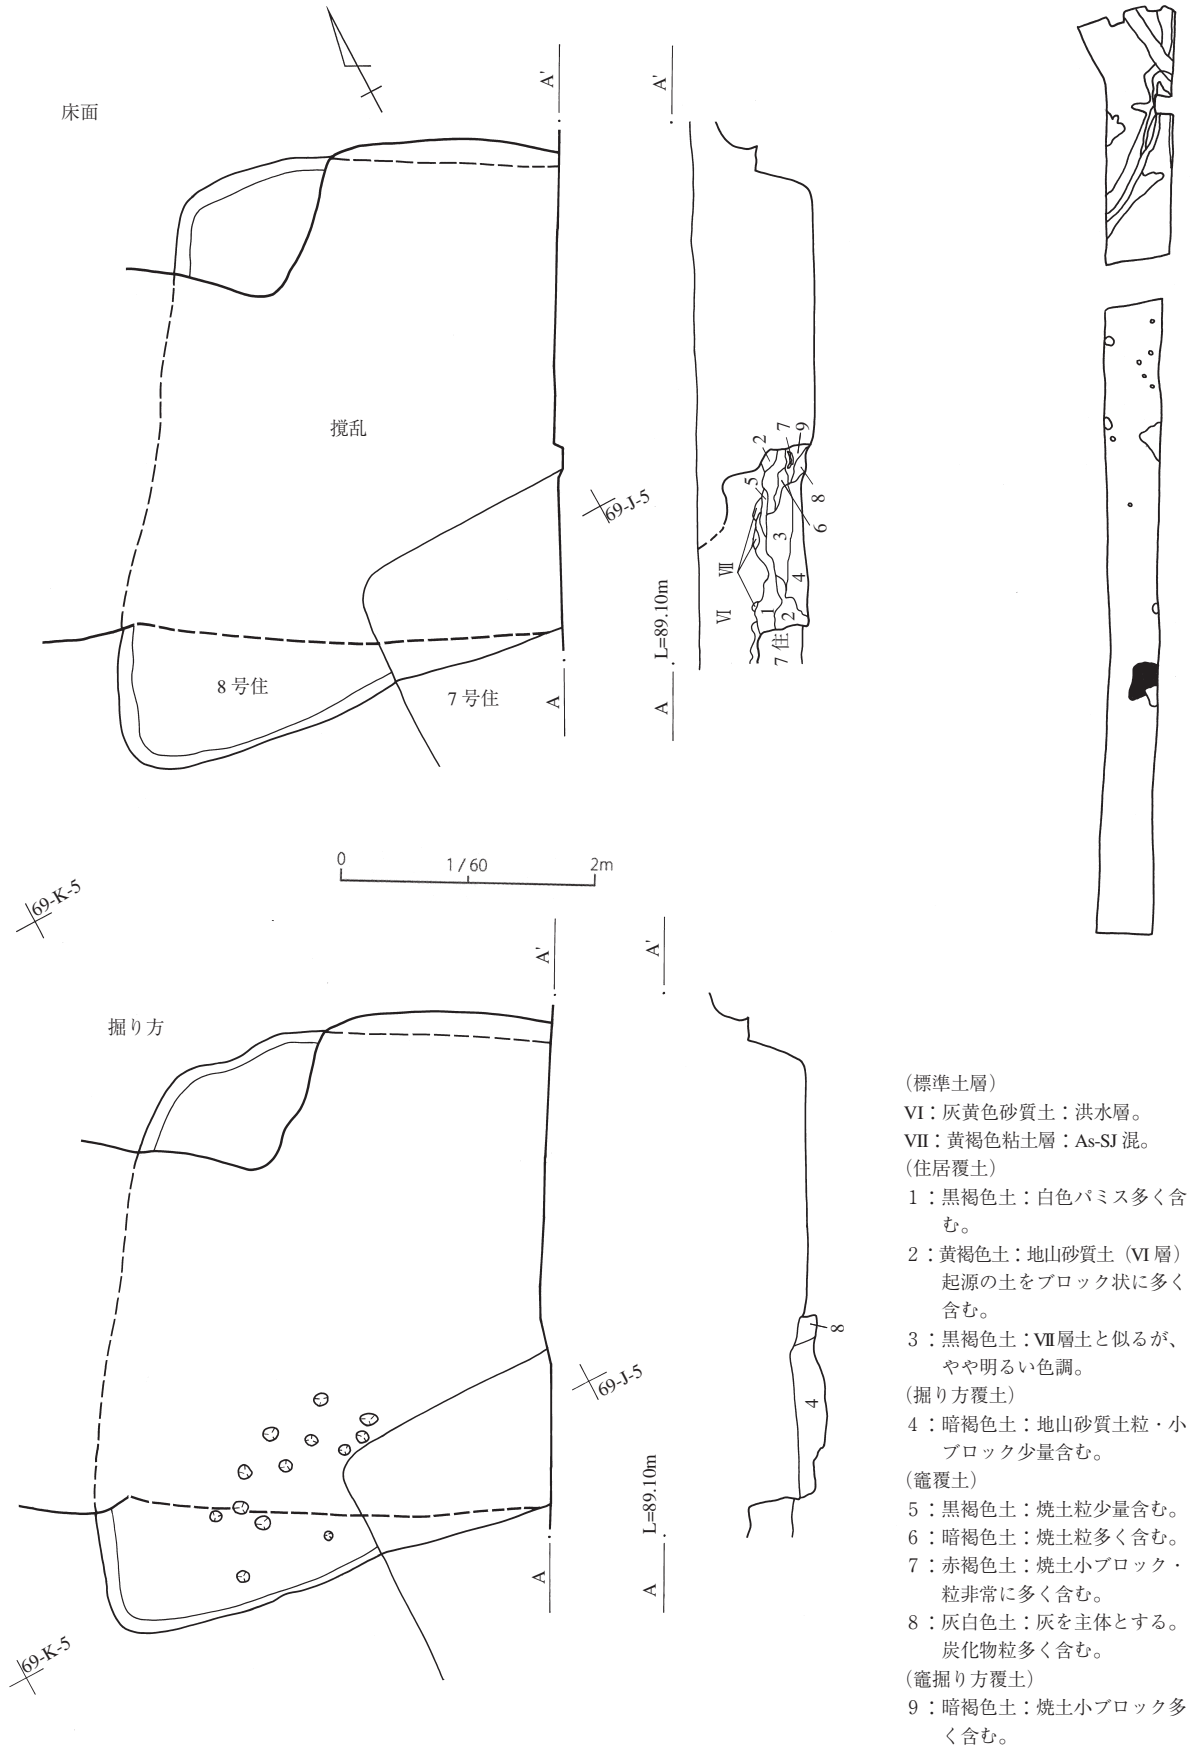 床面
A'
A'
撹乱
69-J-5
2
7
9
5
8
6
3
Ⅶ
4
Ⅵ
1
2
7 住
L=89.10m
8 号住
7 号住
A
A
0
1/60
2m
69-K-5
A'
A'
掘り方
8
69-J-5
4
L=89.10m
A
A
69-K-5
（標準土層）
Ⅵ：灰黄色砂質土：洪水層。
Ⅶ：黄褐色粘土層：As-SJ 混。
（住居覆土）
１：黒褐色土：白色パミス多く含
む。
２：黄褐色土：地山砂質土（Ⅵ 層）
起源の土をブロック状に多く
含む。
３：黒褐色土：Ⅶ層土と似るが、
やや明るい色調。
（掘り方覆土）
４：暗褐色土：地山砂質土粒・小
ブロック少量含む。
（竈覆土）
５：黒褐色土：焼土粒少量含む。
６：暗褐色土：焼土粒多く含む。
７：赤褐色土：焼土小ブロック・
粒非常に多く含む。
８：灰白色土：灰を主体とする。
炭化物粒多く含む。
（竈掘り方覆土）
９：暗褐色土：焼土小ブロック多
く含む。